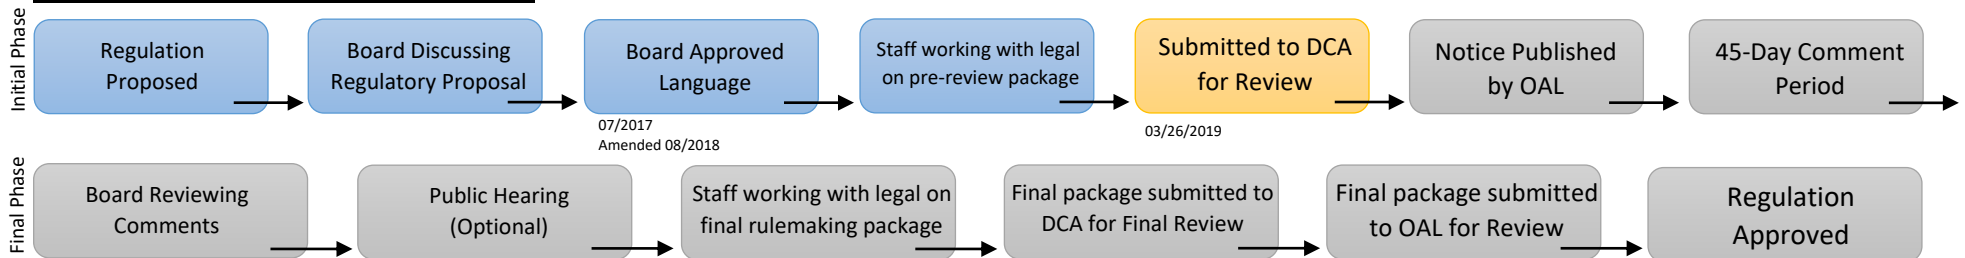 Initial Phase
Regulation
Proposed
Board Discussing
Regulatory Proposal
Board Approved
Language
07/2017
Amended 08/2018
Staff working with legal
on pre-review package
Submitted to DCA
for Review
03/26/2019
Notice Published
by OAL
45-Day Comment
Period
Final Phase
Board Reviewing
Comments
Public Hearing
(Optional)
Staff working with legal on
final rulemaking package
Final package submitted to
DCA for Final Review
Final package submitted
to OAL for Review
Regulation
Approved